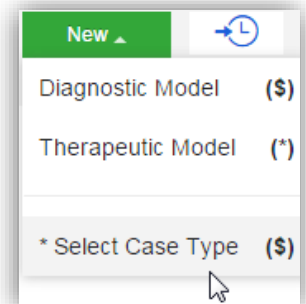 New
Diagnostic Model ($)
Therapeutic Model (*)
* Select Case Type ($)